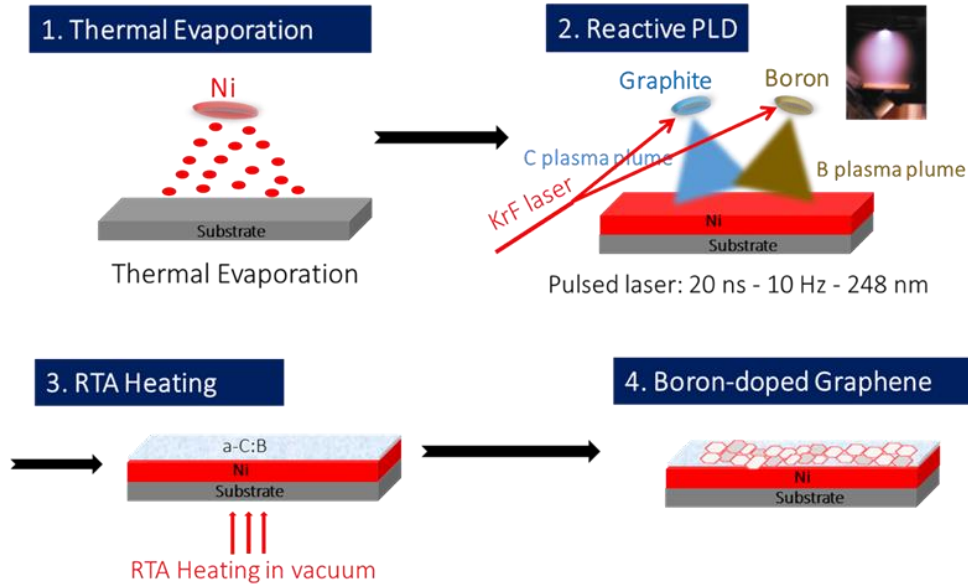 1. Thermal Evaporation
Ni
Substrate
Thermal Evaporation
2. Reactive PLD
Graphite
Boron
C plasma plume
B plasma plume
KrF laser
Ni
Substrate
Pulsed laser: 20 ns - 10 Hz - 248 nm
3. RTA Heating
a-C:B
Ni
Substrate
RTA Heating in vacuum
4. Boron-doped Graphene
Ni
Substrate